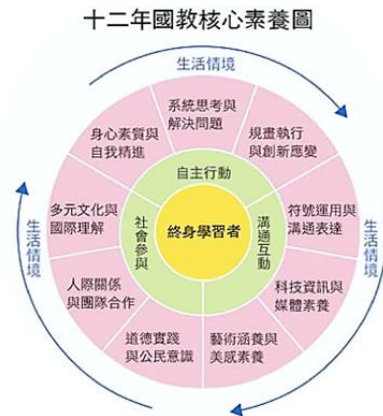 十二年國教核心素養圖
生活情境
系統思考與
解決問題
身心素質與
自我精進
規畫執行
與創新應變
自主行動
多元文化與
國際理解
符號運用與
溝通表達
社會參與
終身學習者
溝通互動
生活情境
生活情境
人際關係
與團隊合作
科技資訊與
媒體素養
道德實踐
與公民意識
藝術涵養與
美感素養